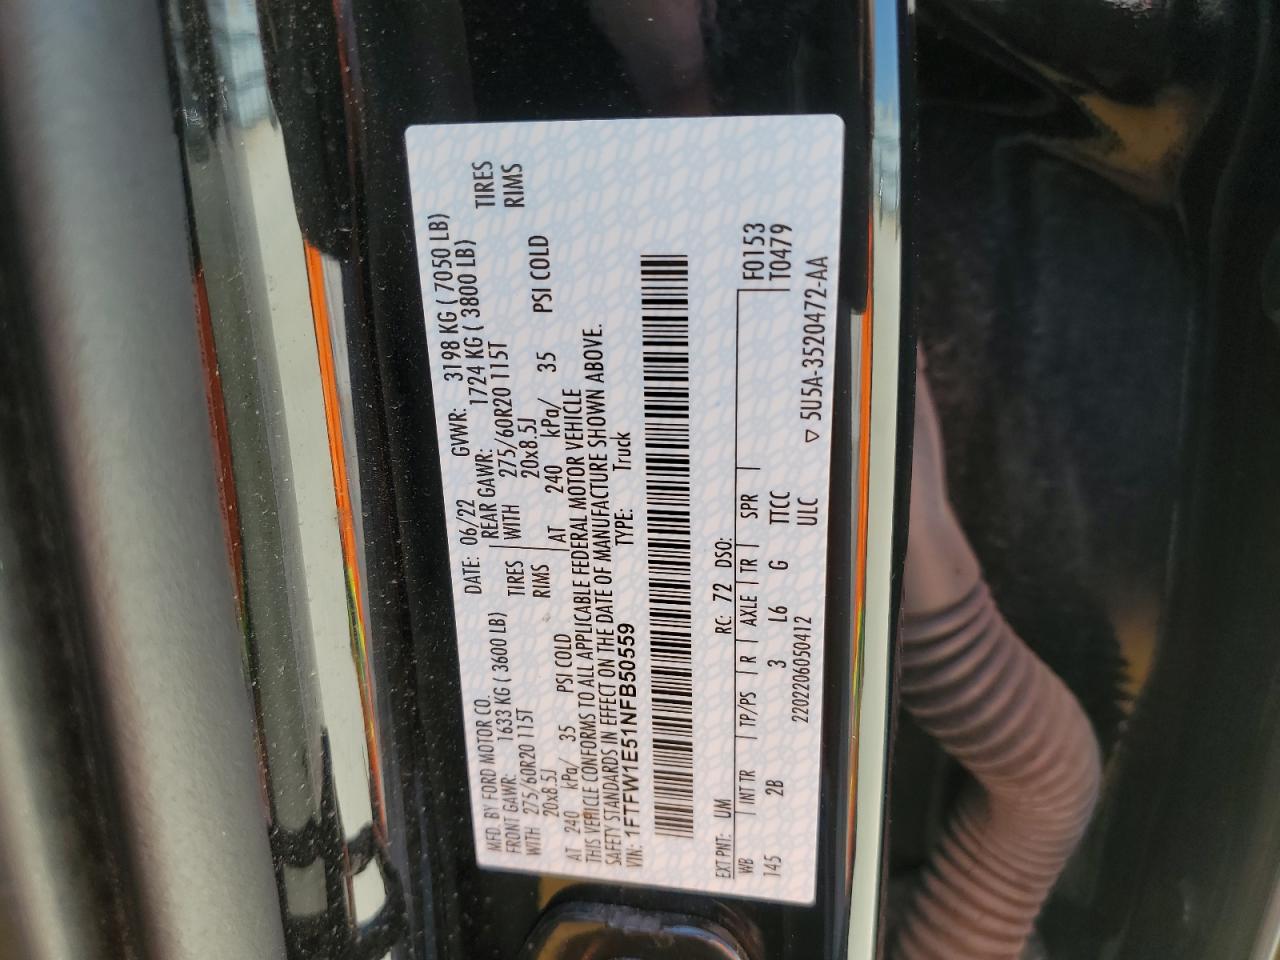 MFD. BY FORD MOTOR CO.
DATE: 06/22 GVWR: 3198 KG ( 7050 LB)
FRONT GAWR: 1633 KG ( 3600 LB) REAR GAWR: 1724 KG ( 3800 LB)
WITH 275/60R20 115T TIRES WITH 275/60R20 115T TIRES
20x8.5J RIMS 20x8.5J RIMS
AT 240 kPa/ 35 PSI COLD AT 240 kPa/ 35 PSI COLD
THIS VEHICLE CONFORMS TO ALL APPLICABLE FEDERAL MOTOR VEHICLE
SAFETY STANDARDS IN EFFECT ON THE DATE OF MANUFACTURE SHOWN ABOVE.
VIN: 1FTFW1E51NFB50559 TYPE: Truck
EXT PNT: UM RC: 72 DSO: F0153
WB INT TR TP/PS R AXLE TR SPR T0479
145 2B 3 L6 G TTCC
2202206050412 ULC ▽ 5U5A-3520472-AA